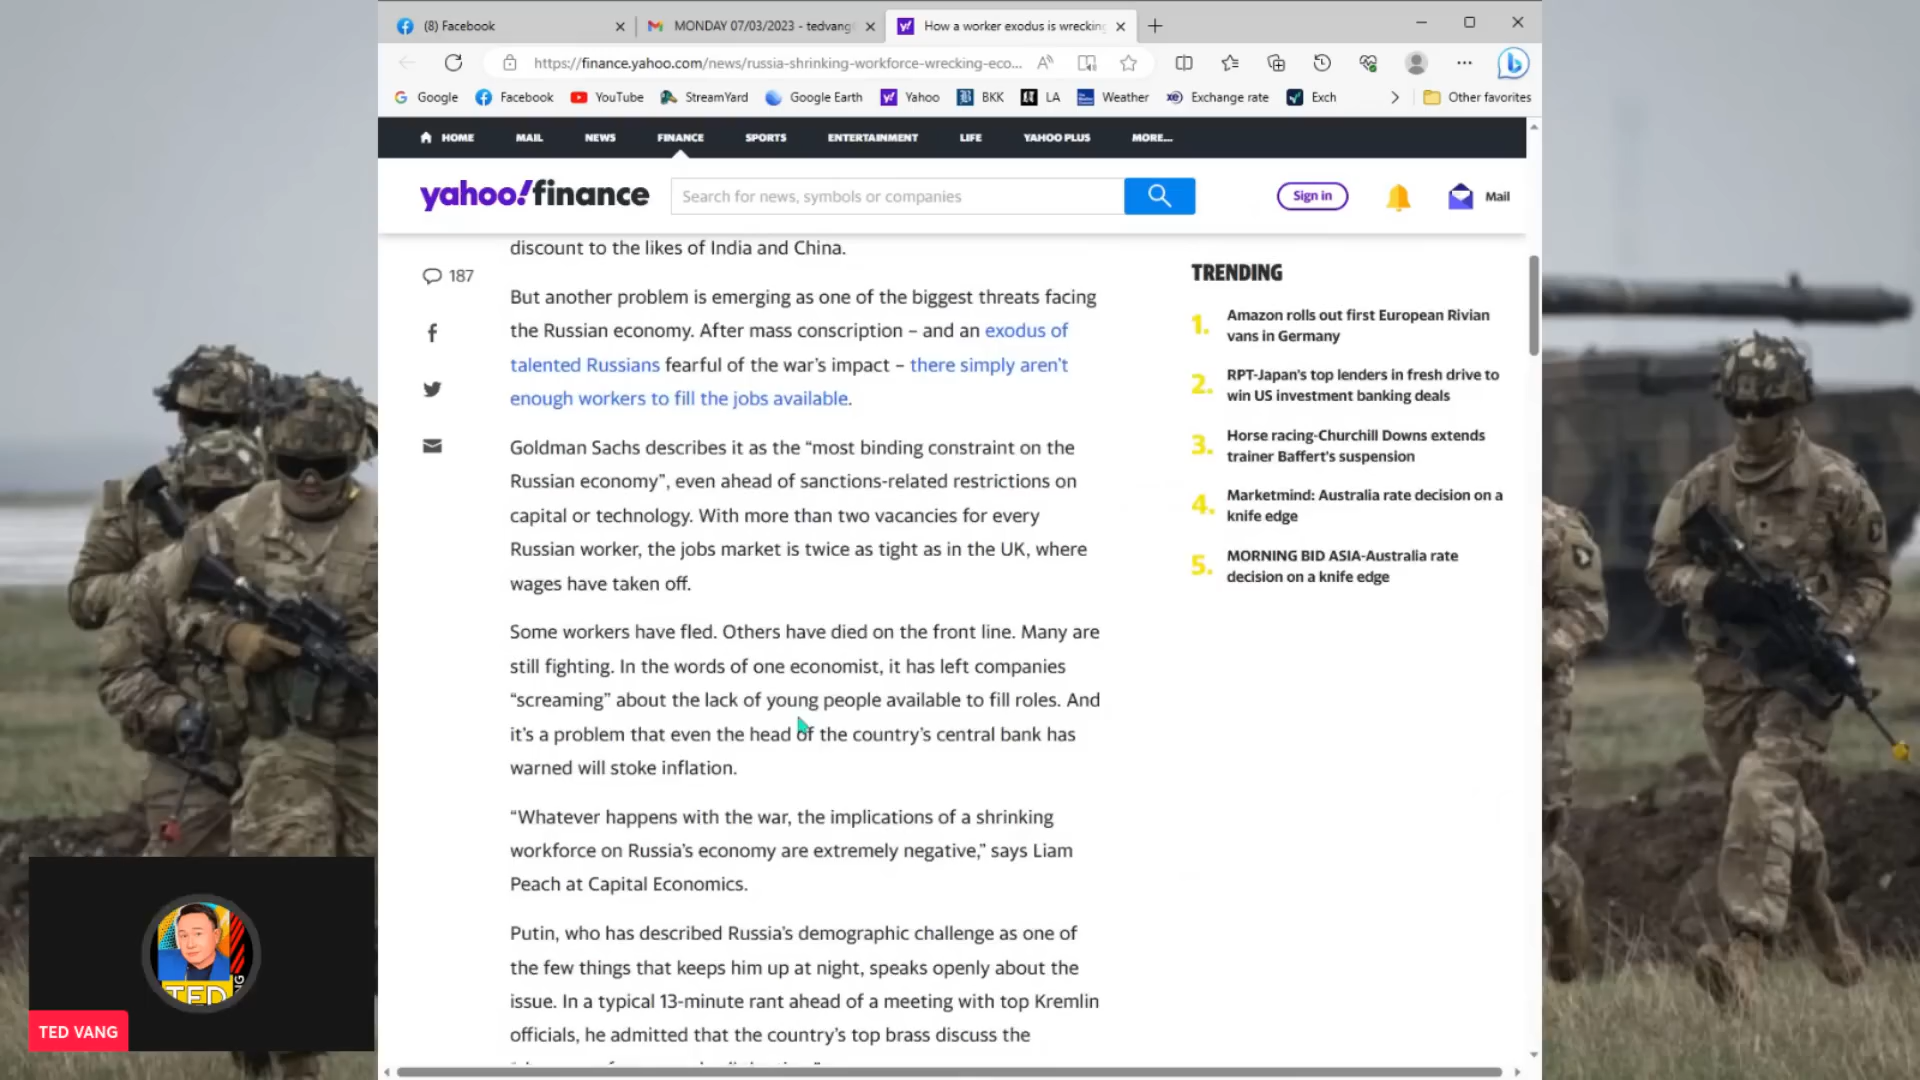 (8) Facebook
MONDAY 07/03/2023 - tedvang
How a worker exodus is wrecking
https://finance.yahoo.com/news/russia-shrinking-workforce-wrecking-eco...
Google
Facebook
YouTube
StreamYard
Google Earth
Yahoo
BKK
LA
Weather
Exchange rate
Exch
Other favorites
HOME
MAIL
NEWS
FINANCE
SPORTS
ENTERTAINMENT
LIFE
YAHOO PLUS
MORE...
yahoo!finance
Search for news, symbols or companies
Sign in
Mail
187
discount to the likes of India and China.
But another problem is emerging as one of the biggest threats facing
the Russian economy. After mass conscription – and an exodus of
talented Russians fearful of the war’s impact – there simply aren’t
enough workers to fill the jobs available.
Goldman Sachs describes it as the “most binding constraint on the
Russian economy”, even ahead of sanctions-related restrictions on
capital or technology. With more than two vacancies for every
Russian worker, the jobs market is twice as tight as in the UK, where
wages have taken off.
Some workers have fled. Others have died on the front line. Many are
still fighting. In the words of one economist, it has left companies
“screaming” about the lack of young people available to fill roles. And
it’s a problem that even the head of the country’s central bank has
warned will stoke inflation.
“Whatever happens with the war, the implications of a shrinking
workforce on Russia’s economy are extremely negative,” says Liam
Peach at Capital Economics.
Putin, who has described Russia’s demographic challenge as one of
the few things that keeps him up at night, speaks openly about the
issue. In a typical 13-minute rant ahead of a meeting with top Kremlin
officials, he admitted that the country’s top brass discuss the
TRENDING
1. Amazon rolls out first European Rivian
vans in Germany
2. RPT-Japan's top lenders in fresh drive to
win US investment banking deals
3. Horse racing-Churchill Downs extends
trainer Baffert's suspension
4. Marketmind: Australia rate decision on a
knife edge
5. MORNING BID ASIA-Australia rate
decision on a knife edge
TED
TED VANG